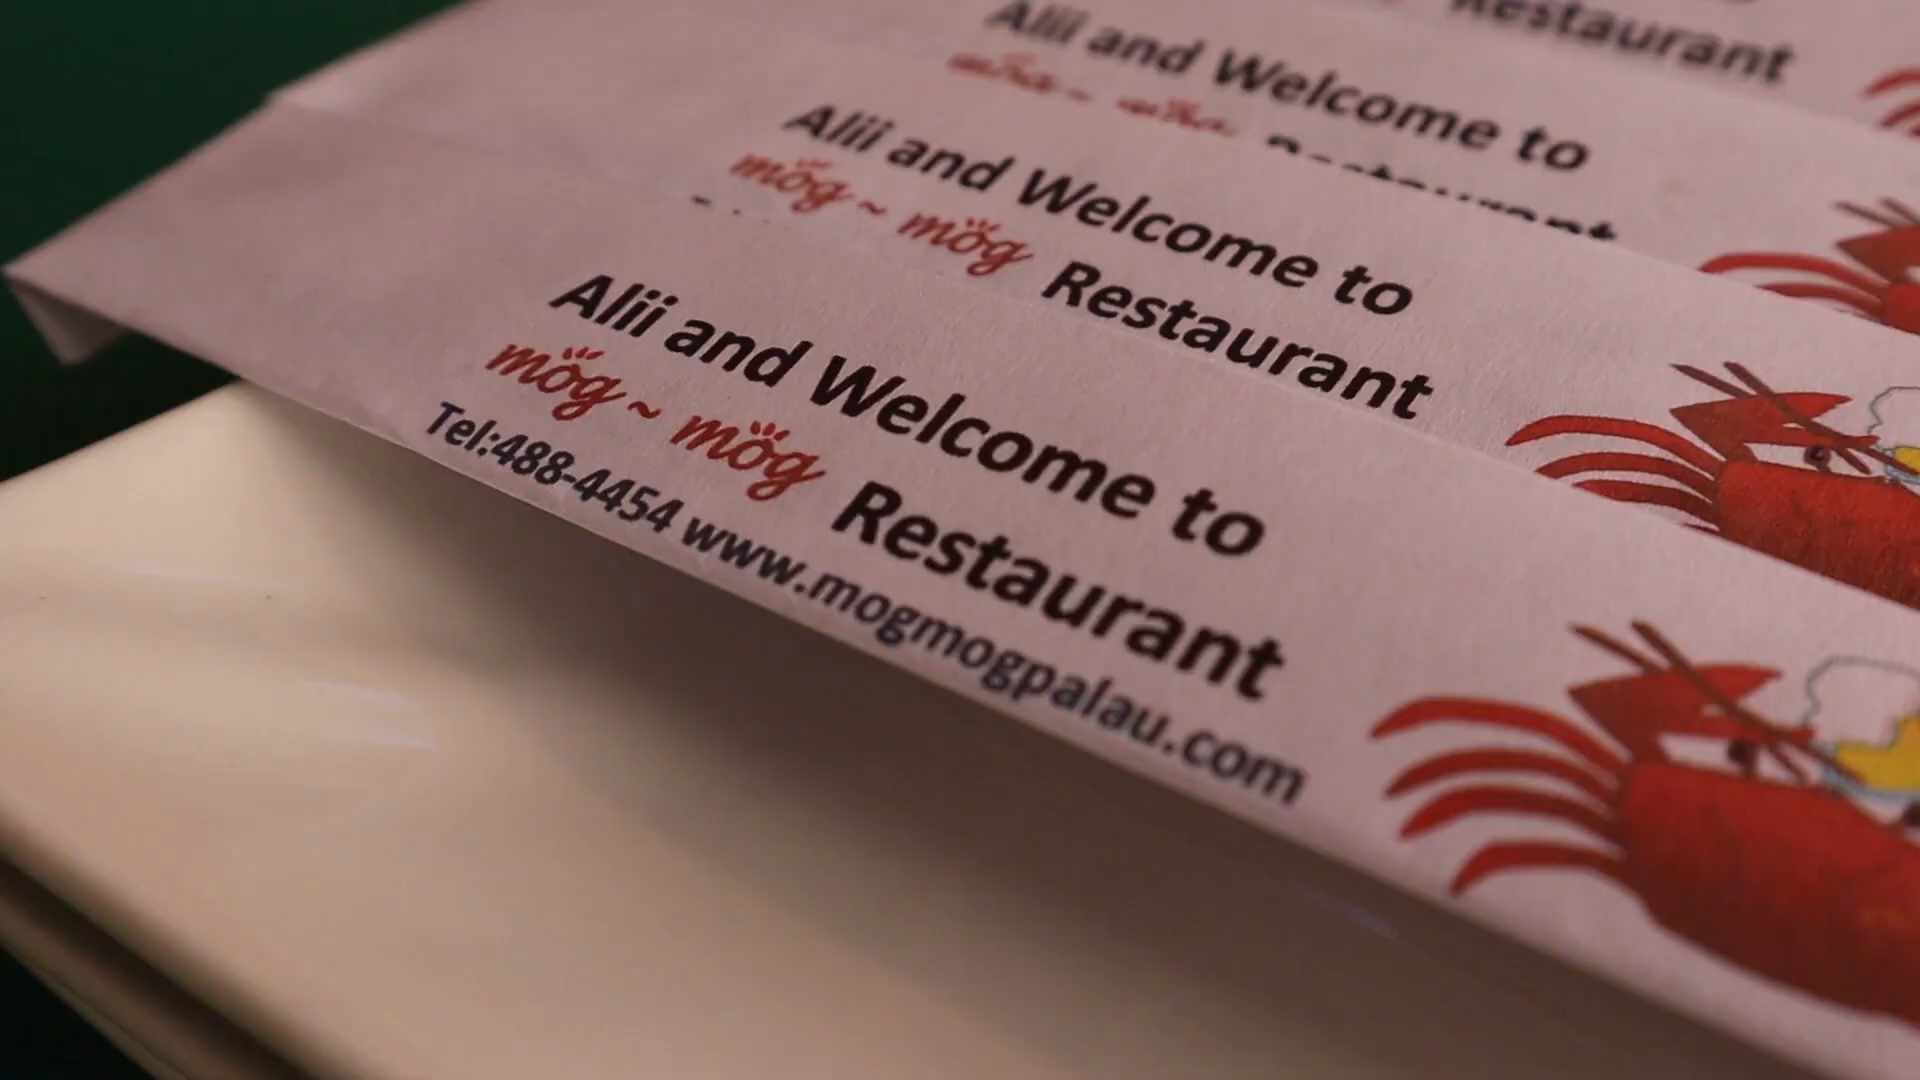 Restaurant
Alii and Welcome to
Restaurant
Alii and Welcome to
mög ~ mög Restaurant
Alii and Welcome to
mög ~ mög Restaurant
Tel:488-4454 www.mogmogpalau.com